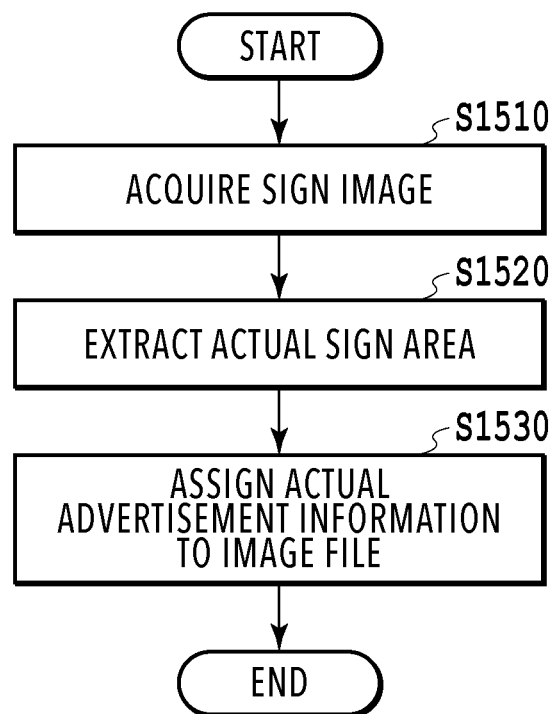 START
S1510
ACQUIRE SIGN IMAGE
S1520
EXTRACT ACTUAL SIGN AREA
S1530
ASSIGN ACTUAL
ADVERTISEMENT INFORMATION
TO IMAGE FILE
END